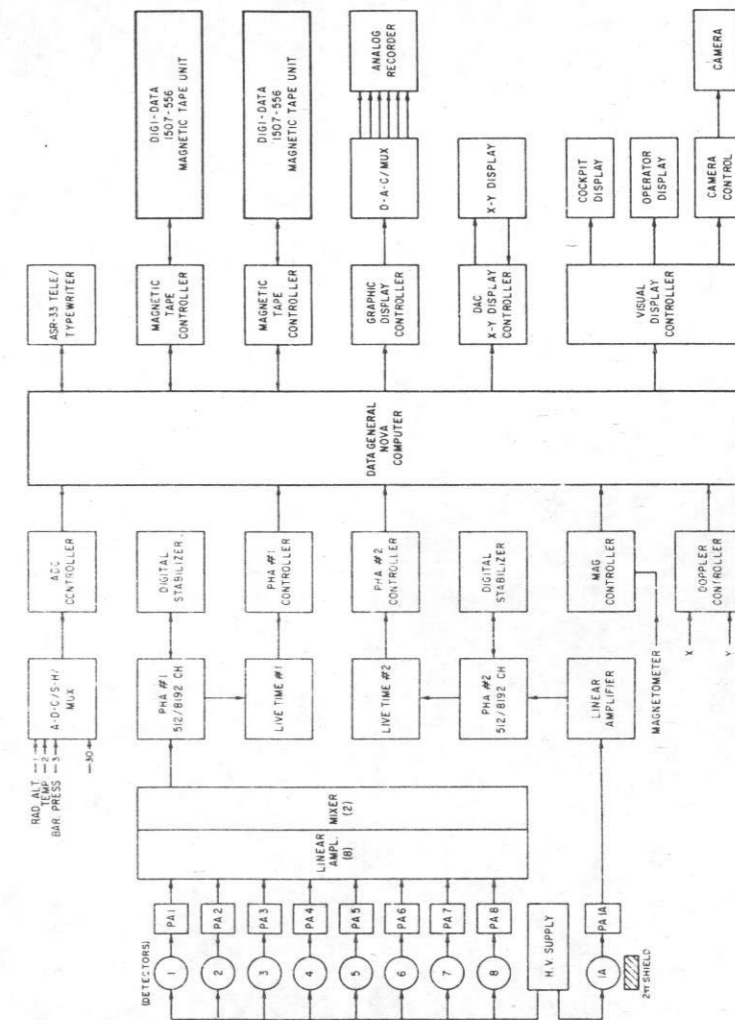 RAD. ALT
TEMP
BAR. PRESS
1
2
3
30
A-D-C/S-H/
MUX
ADC
CONTROLLER
ASR-33 TELE/
TYPEWRITER
DIGI-DATA
1507-556
MAGNETIC TAPE UNIT
MAGNETIC
TAPE
CONTROLLER
DIGI-DATA
1507-556
MAGNETIC TAPE UNIT
MAGNETIC
TAPE
CONTROLLER
ANALOG
RECORDER
D-A-C/MUX
GRAPHIC
DISPLAY
CONTROLLER
X-Y DISPLAY
DAC
X-Y DISPLAY
CONTROLLER
COCKPIT
DISPLAY
OPERATOR
DISPLAY
CAMERA
CAMERA
CONTROL
VISUAL
DISPLAY
CONTROLLER
DATA GENERAL
NOVA
COMPUTER
DIGITAL
STABILIZER
PHA #1
CONTROLLER
PHA #2
CONTROLLER
DIGITAL
STABILIZER
MAG
CONTROLLER
DOPPLER
CONTROLLER
PHA #1
512/8192 CH
LIVE TIME #1
LIVE TIME #2
PHA #2
512/8192 CH
LINEAR
AMPLIFIER
MAGNETOMETER
X
Y
MIXER
(2)
LINEAR
AMPL.
(8)
(DETECTORS)
PA1
PA2
PA3
PA4
PA5
PA6
PA7
PA8
PA1A
1
2
3
4
5
6
7
8
H.V. SUPPLY
1A
2π SHIELD